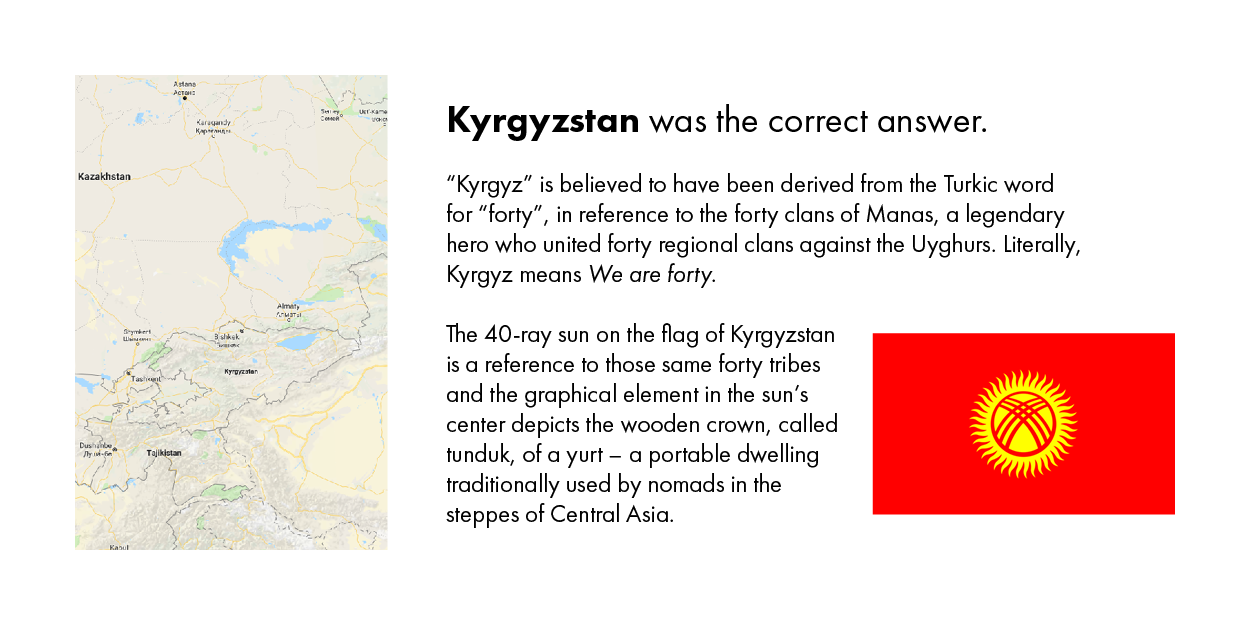 Astana
Астана
Karagandy
Қарағанды
Semey
Семей
Kazakhstan
Almaty
Алматы
Shymkent
Шымкент
Bishkek
Бишкек
Kyrgyzstan
Tashkent
Dushanbe
Душанбе
Tajikistan
Kabul
Kyrgyzstan was the correct answer.
“Kyrgyz” is believed to have been derived from the Turkic word
for “forty”, in reference to the forty clans of Manas, a legendary
hero who united forty regional clans against the Uyghurs. Literally,
Kyrgyz means We are forty.
The 40-ray sun on the flag of Kyrgyzstan
is a reference to those same forty tribes
and the graphical element in the sun’s
center depicts the wooden crown, called
tunduk, of a yurt – a portable dwelling
traditionally used by nomads in the
steppes of Central Asia.